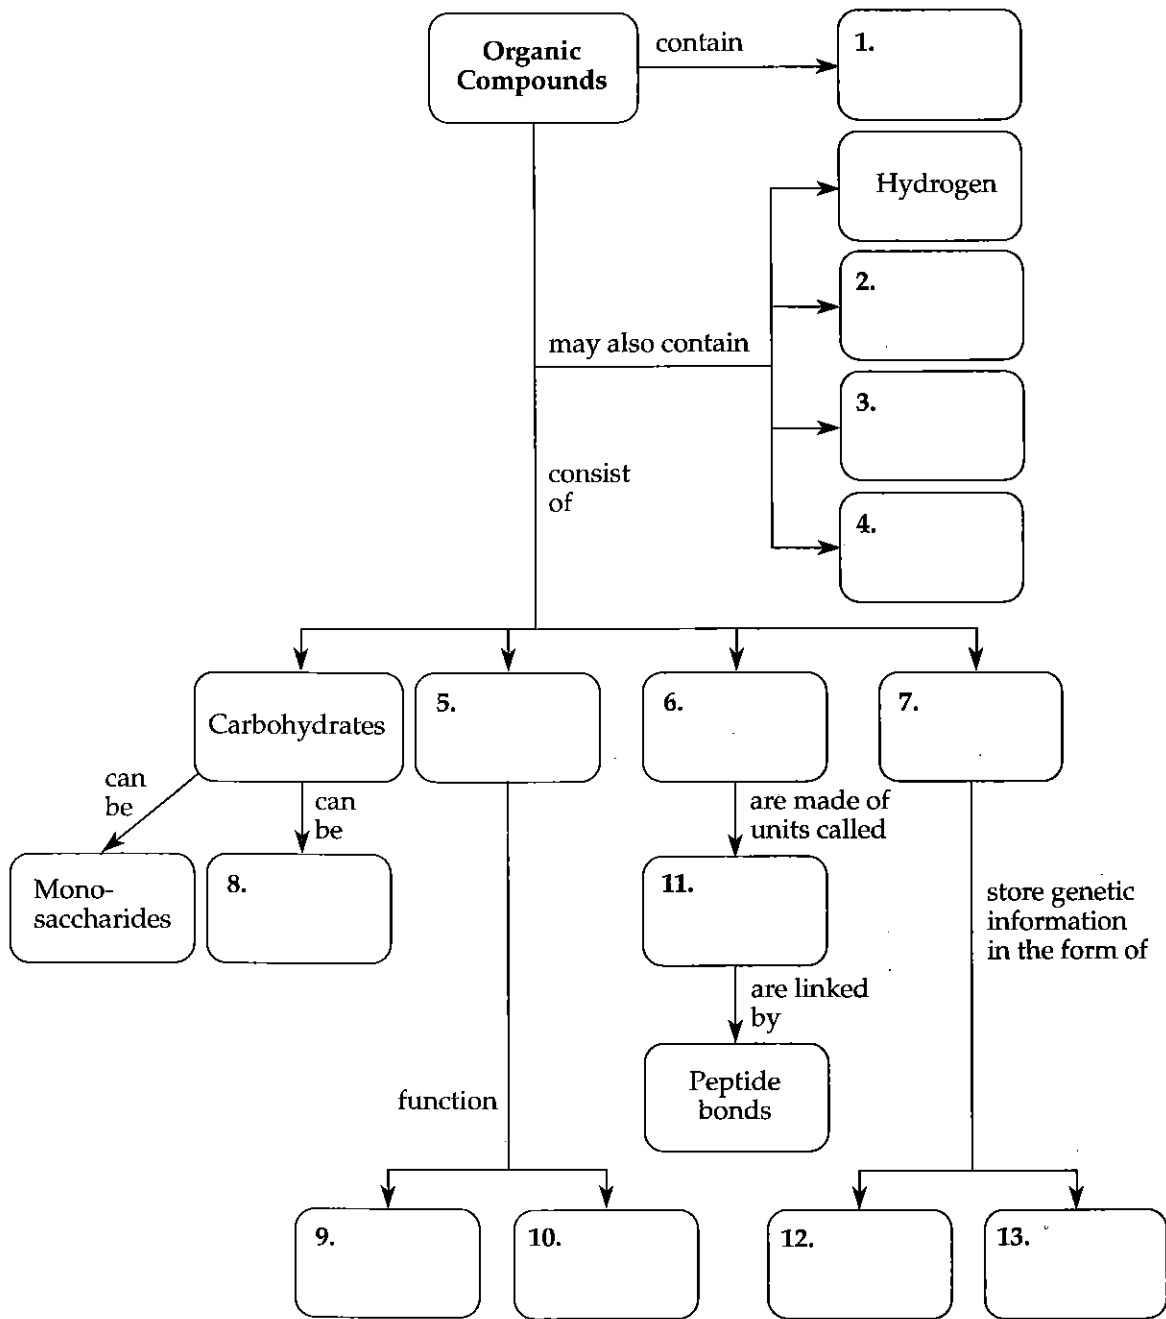 Organic
Compounds
contain
1.
Hydrogen
2.
may also contain
3.
consist
of
4.
Carbohydrates
5.
6.
7.
can
be
can
be
are made of
units called
Mono-
saccharides
8.
11.
store genetic
information
in the form of
are linked
by
Peptide
bonds
function
9.
10.
12.
13.